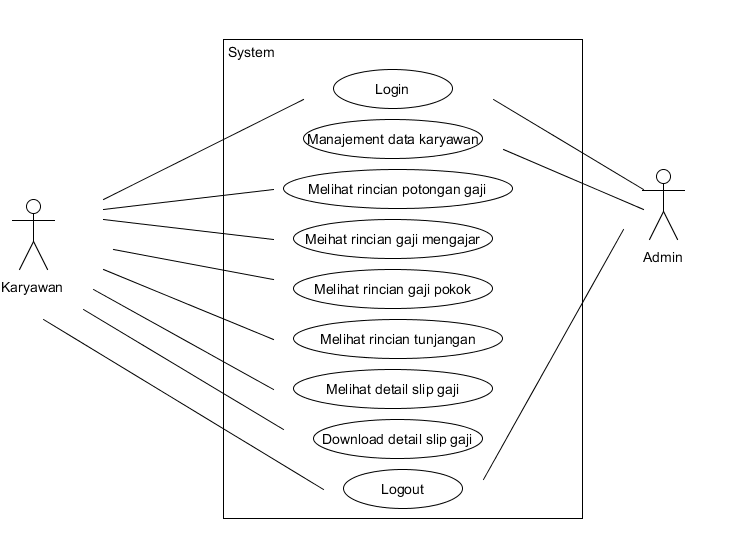 System
Login
Manajement data karyawan
Melihat rincian potongan gaji
Meihat rincian gaji mengajar
Melihat rincian gaji pokok
Melihat rincian tunjangan
Melihat detail slip gaji
Download detail slip gaji
Logout
Karyawan
Admin